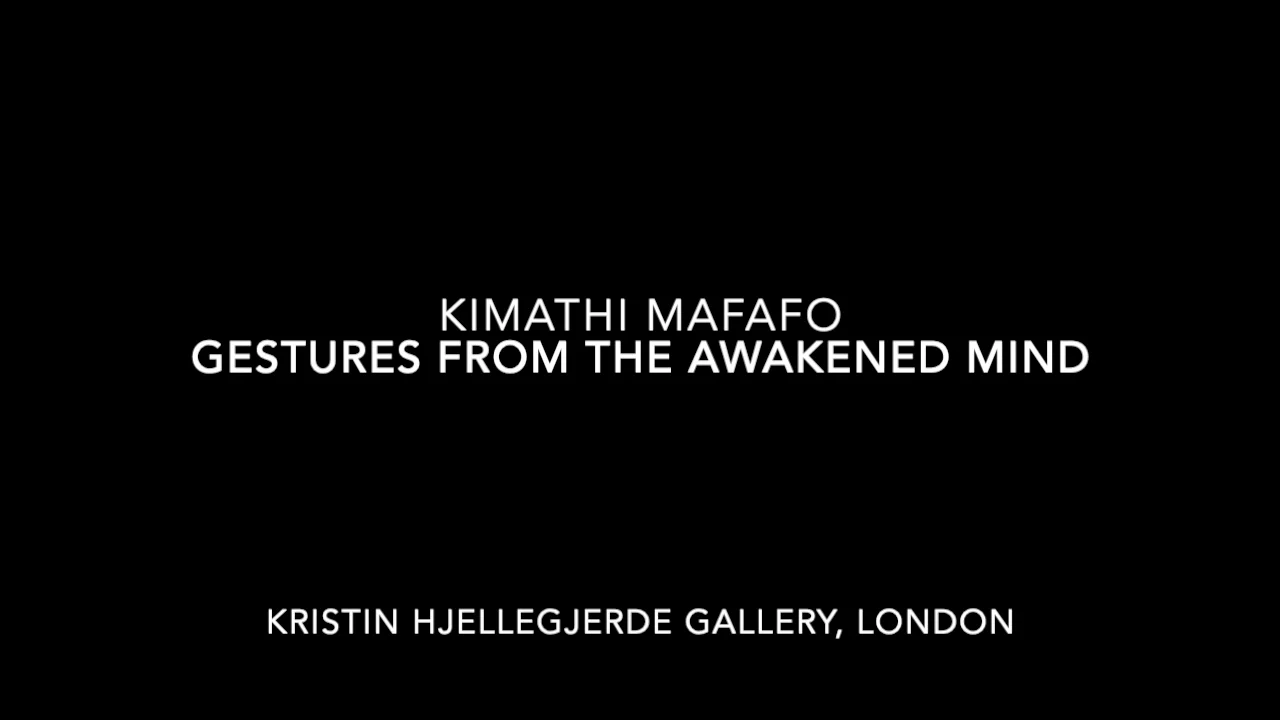 KIMATHI MAFAFO
GESTURES FROM THE AWAKENED MIND
KRISTIN HJELLEGJERDE GALLERY, LONDON